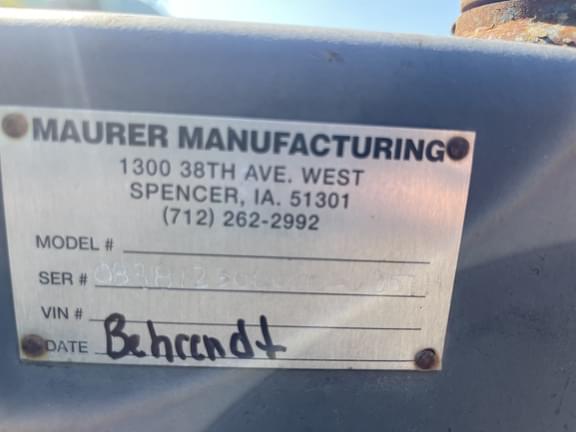 MAURER MANUFACTURING
1300 38TH AVE. WEST
SPENCER, IA. 51301
(712) 262-2992
MODEL #
SER #
VIN #
DATE Behrendt